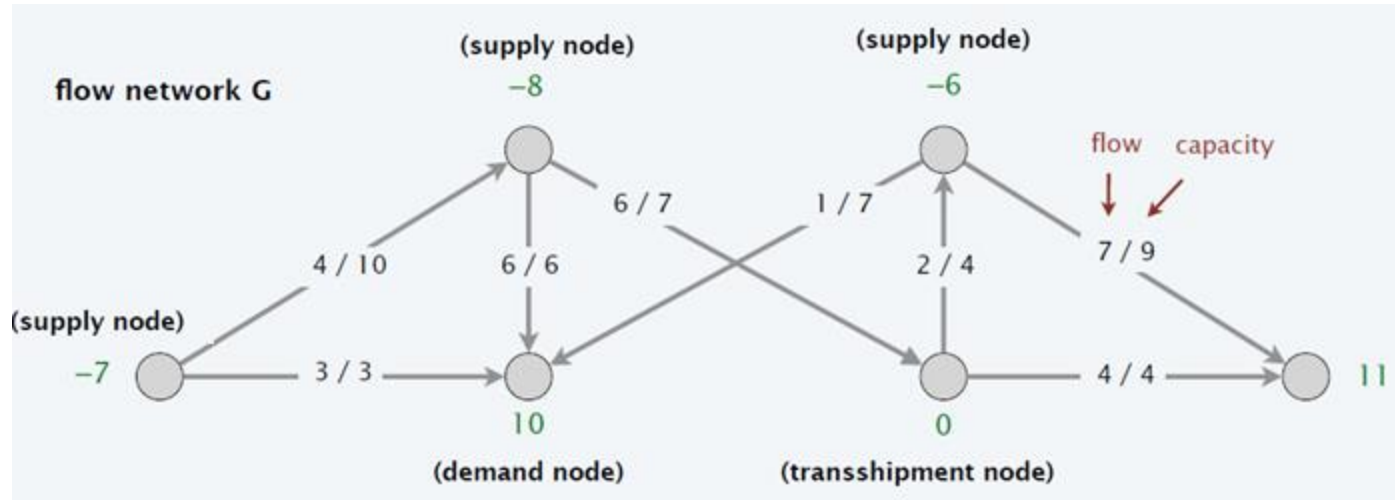 (supply node)
(supply node)
flow network G
−8
−6
flow
capacity
6 / 7
1 / 7
7 / 9
4 / 10
6 / 6
2 / 4
(supply node)
−7
3 / 3
4 / 4
11
10
0
(demand node)
(transshipment node)